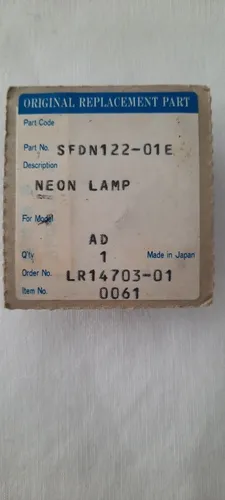 ORIGINAL REPLACEMENT PART
Part Code
Part No. SFDN122-01E
Description
NEON LAMP
For Model
AD
Q'ty 1 Made in Japan
Order No. LR14703-01
Item No. 0061